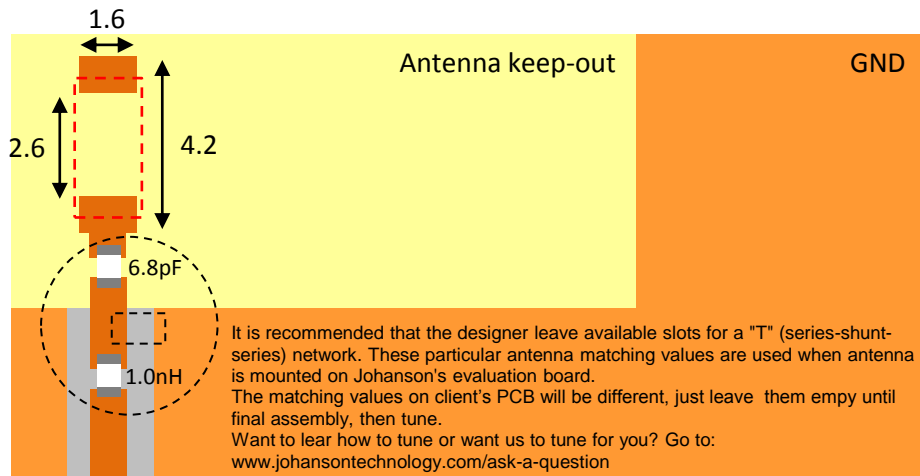 1.6
Antenna keep-out
GND
2.6
4.2
6.8pF
1.0nH
It is recommended that the designer leave available slots for a "T" (series-shunt-
series) network. These particular antenna matching values are used when antenna
is mounted on Johanson's evaluation board.
The matching values on client's PCB will be different, just leave  them empy until
final assembly, then tune.
Want to lear how to tune or want us to tune for you? Go to:
www.johansontechnology.com/ask-a-question